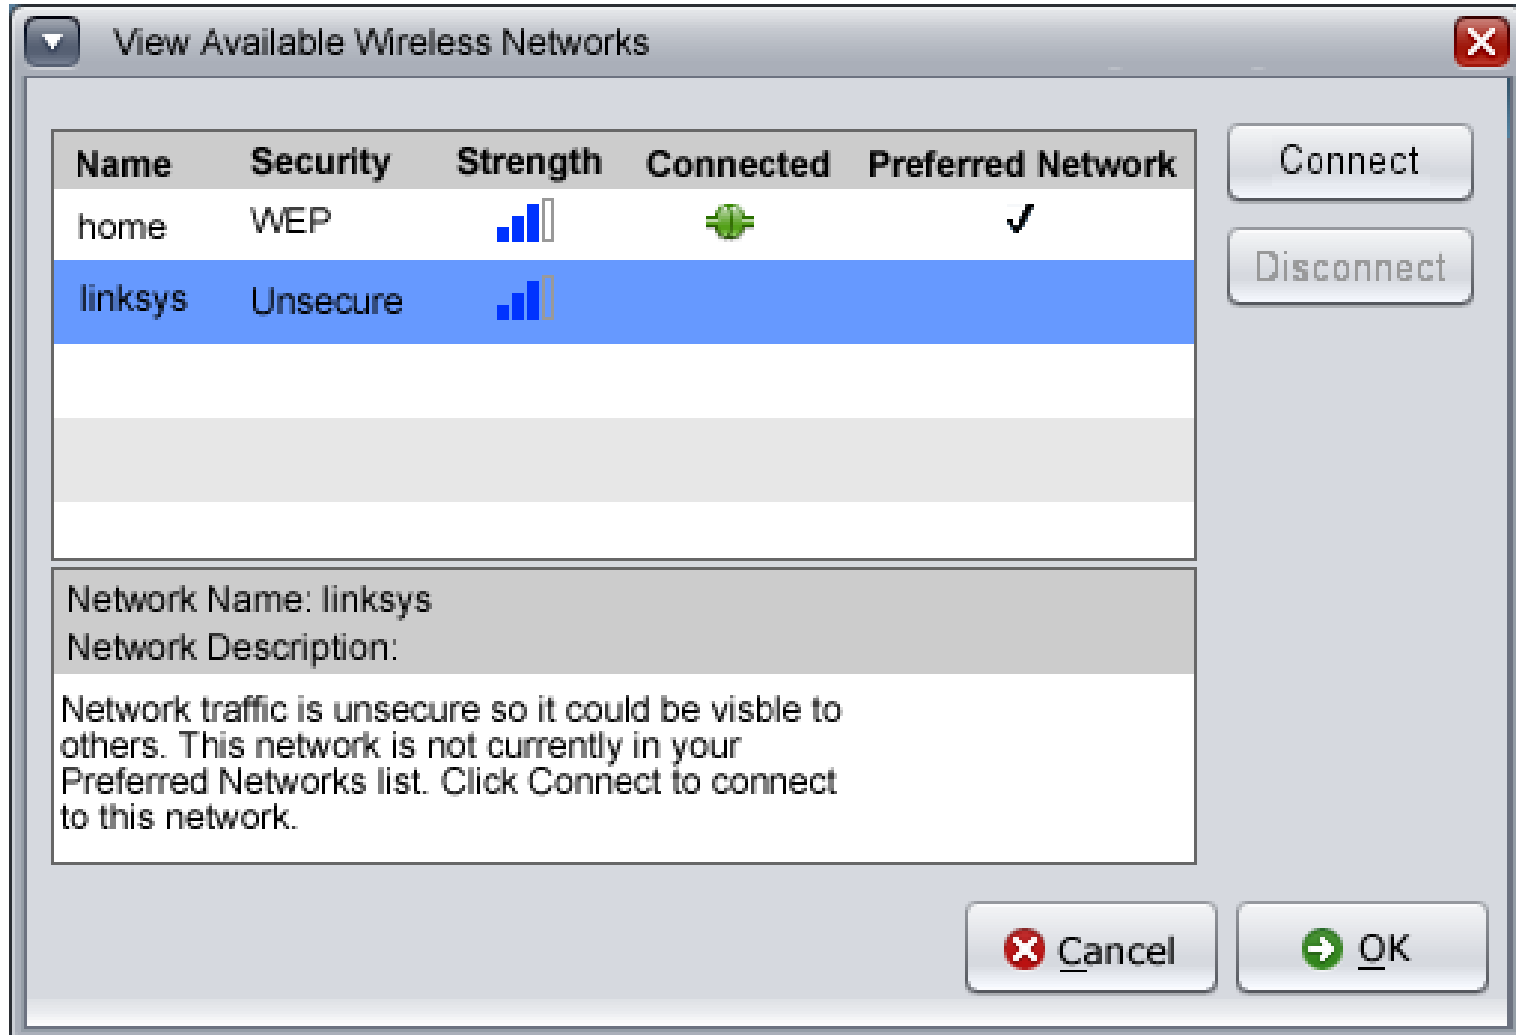 View Available Wireless Networks
Name Security Strength Connected Preferred Network
home WEP
linksys Unsecure
Connect
Disconnect
Network Name: linksys
Network Description:
Network traffic is unsecure so it could be visble to
others. This network is not currently in your
Preferred Networks list. Click Connect to connect
to this network.
Cancel
OK